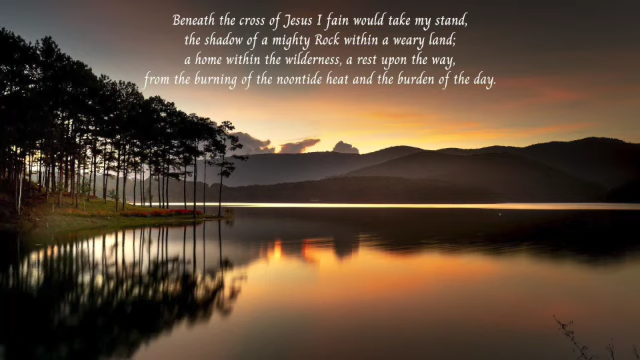 Beneath the cross of Jesus I fain would take my stand,
the shadow of a mighty Rock within a weary land;
a home within the wilderness, a rest upon the way,
from the burning of the noontide heat and the burden of the day.